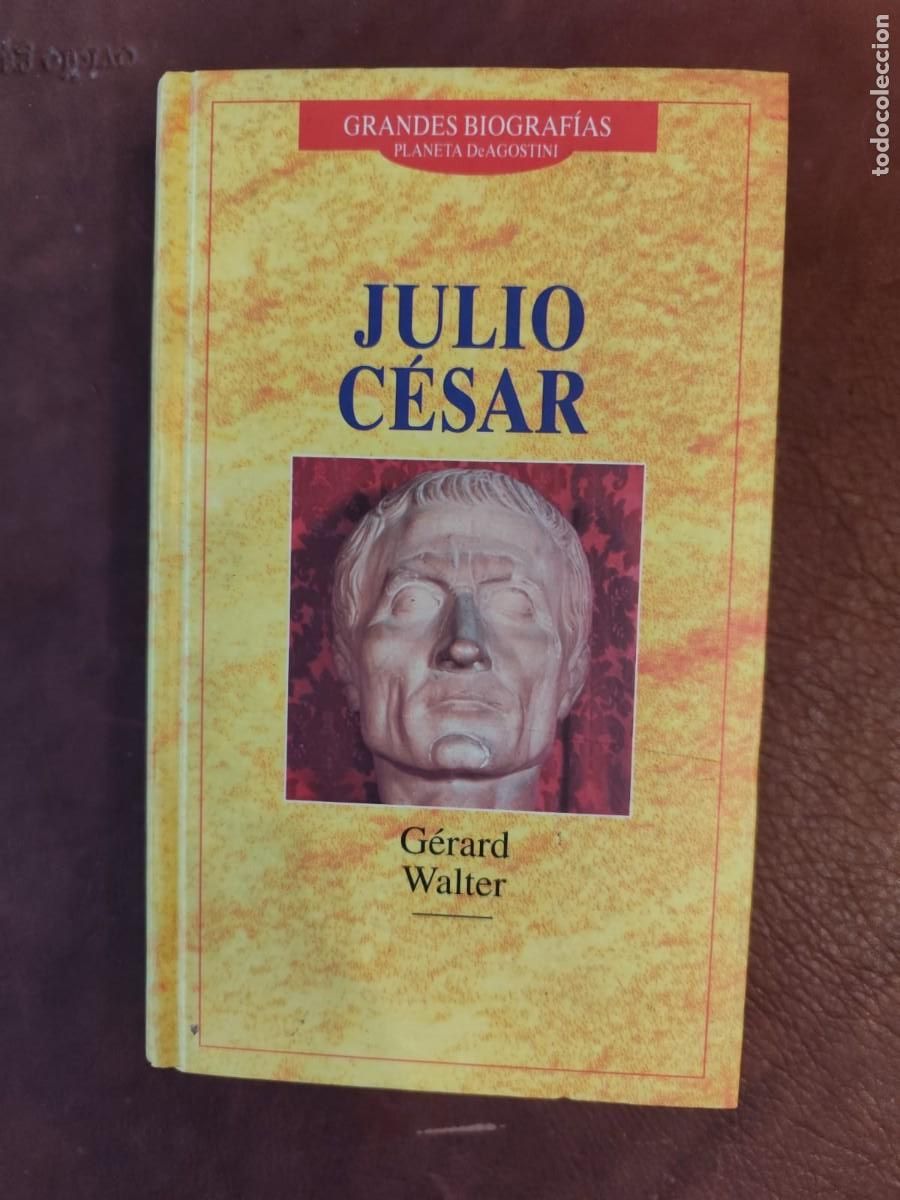 GRANDES BIOGRAFÍAS
PLANETA DeAGOSTINI
JULIO
CÉSAR
Gérard
Walter
todocoleccion